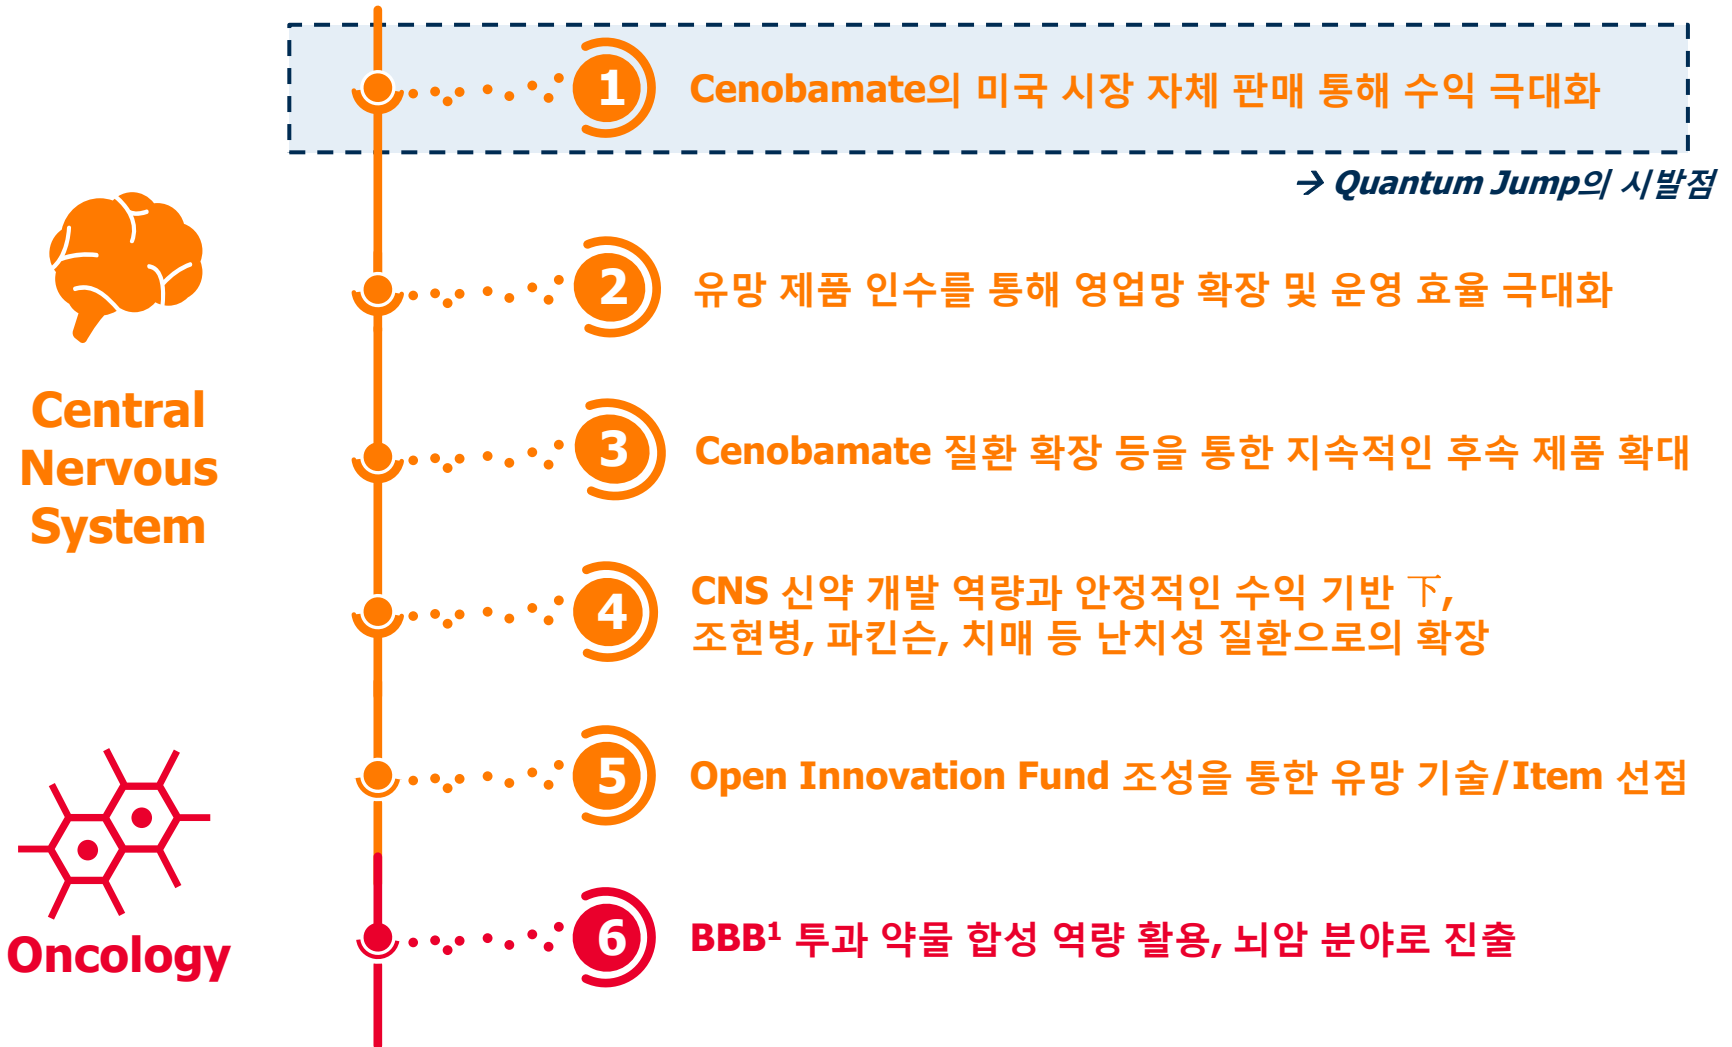 1 Cenobamate의 미국 시장 자체 판매 통해 수익 극대화
→ Quantum Jump의 시발점
2 유망 제품 인수를 통해 영업망 확장 및 운영 효율 극대화
Central
Nervous
System
3 Cenobamate 질환 확장 등을 통한 지속적인 후속 제품 확대
4 CNS 신약 개발 역량과 안정적인 수익 기반 下,
조현병, 파킨슨, 치매 등 난치성 질환으로의 확장
5 Open Innovation Fund 조성을 통한 유망 기술/Item 선점
Oncology
6 BBB¹ 투과 약물 합성 역량 활용, 뇌암 분야로 진출